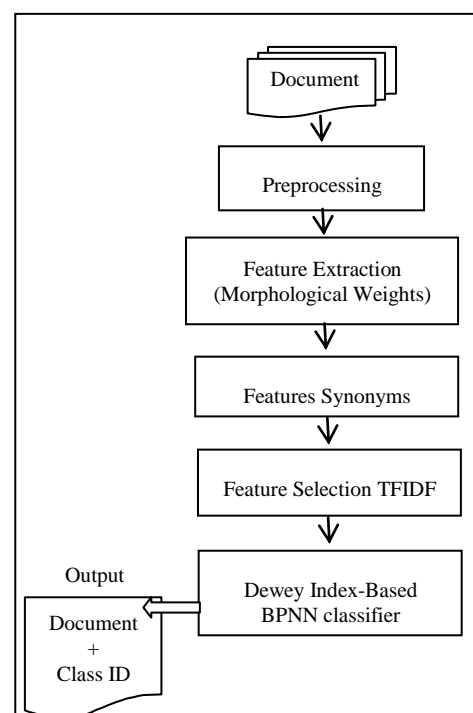 Document
Preprocessing
Feature Extraction
(Morphological Weights)
Features Synonyms
Feature Selection TFIDF
Dewey Index-Based
BPNN classifier
Output
Document
+
Class ID